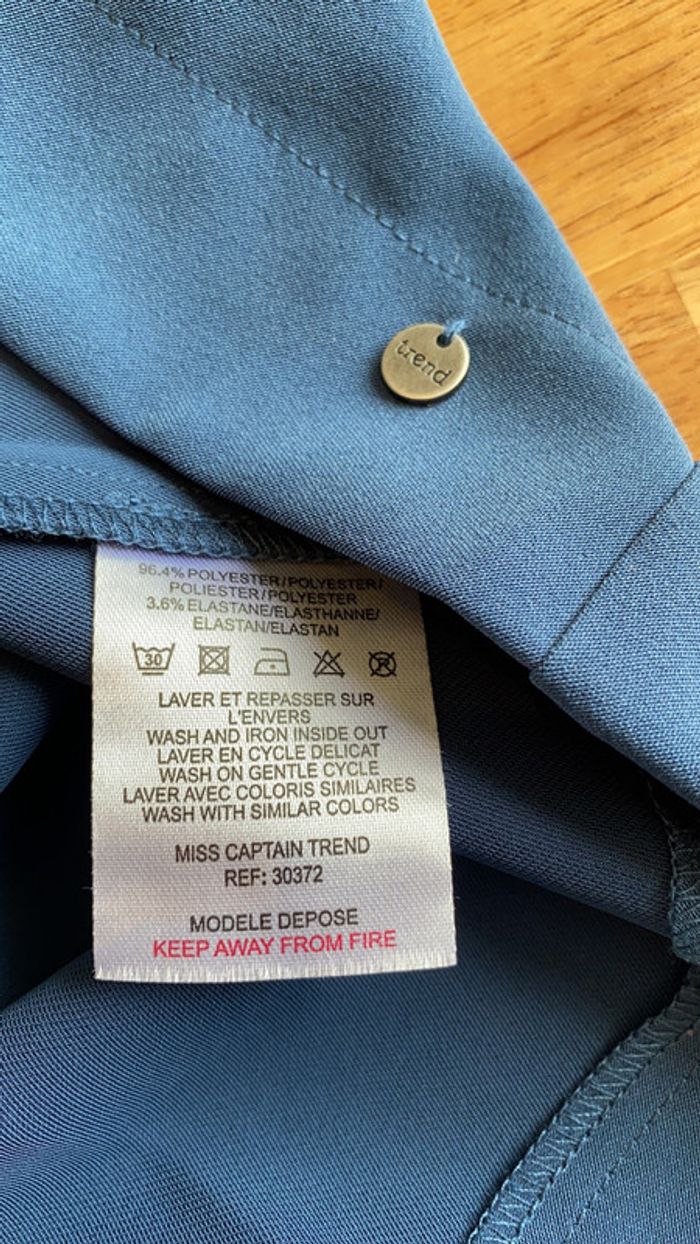 trend
96.4% POLYESTER/POLYESTER/
POLIESTER/POLYESTER
3.6% ELASTANE/ELASTHANNE/
ELASTAN/ELASTAN
30
LAVER ET REPASSER SUR
L'ENVERS
WASH AND IRON INSIDE OUT
LAVER EN CYCLE DELICAT
WASH ON GENTLE CYCLE
LAVER AVEC COLORIS SIMILAIRES
WASH WITH SIMILAR COLORS
MISS CAPTAIN TREND
REF: 30372
MODELE DEPOSE
KEEP AWAY FROM FIRE